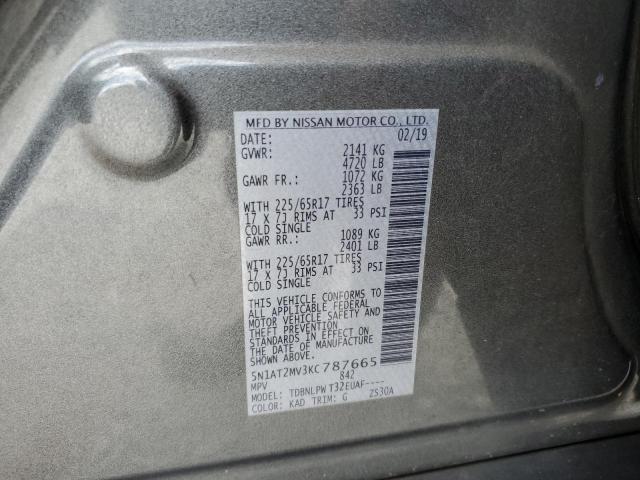 MFD BY NISSAN MOTOR CO., LTD.
DATE: 02/19
GVWR: 2141 KG
4720 LB
GAWR FR.: 1072 KG
2363 LB
WITH 225/65R17 TIRES
17 X 7J RIMS AT 33 PSI
COLD SINGLE
GAWR RR.: 1089 KG
2401 LB
WITH 225/65R17 TIRES
17 X 7J RIMS AT 33 PSI
COLD SINGLE
THIS VEHICLE CONFORMS TO
ALL APPLICABLE FEDERAL
MOTOR VEHICLE SAFETY AND
THEFT PREVENTION
STANDARDS IN EFFECT ON
THE DATE OF MANUFACTURE
SHOWN ABOVE.
5N1AT2MV3KC787665
MPV 842
MODEL: TDBNLPW T32EUAF----
COLOR: KAD TRIM: G ZS30A